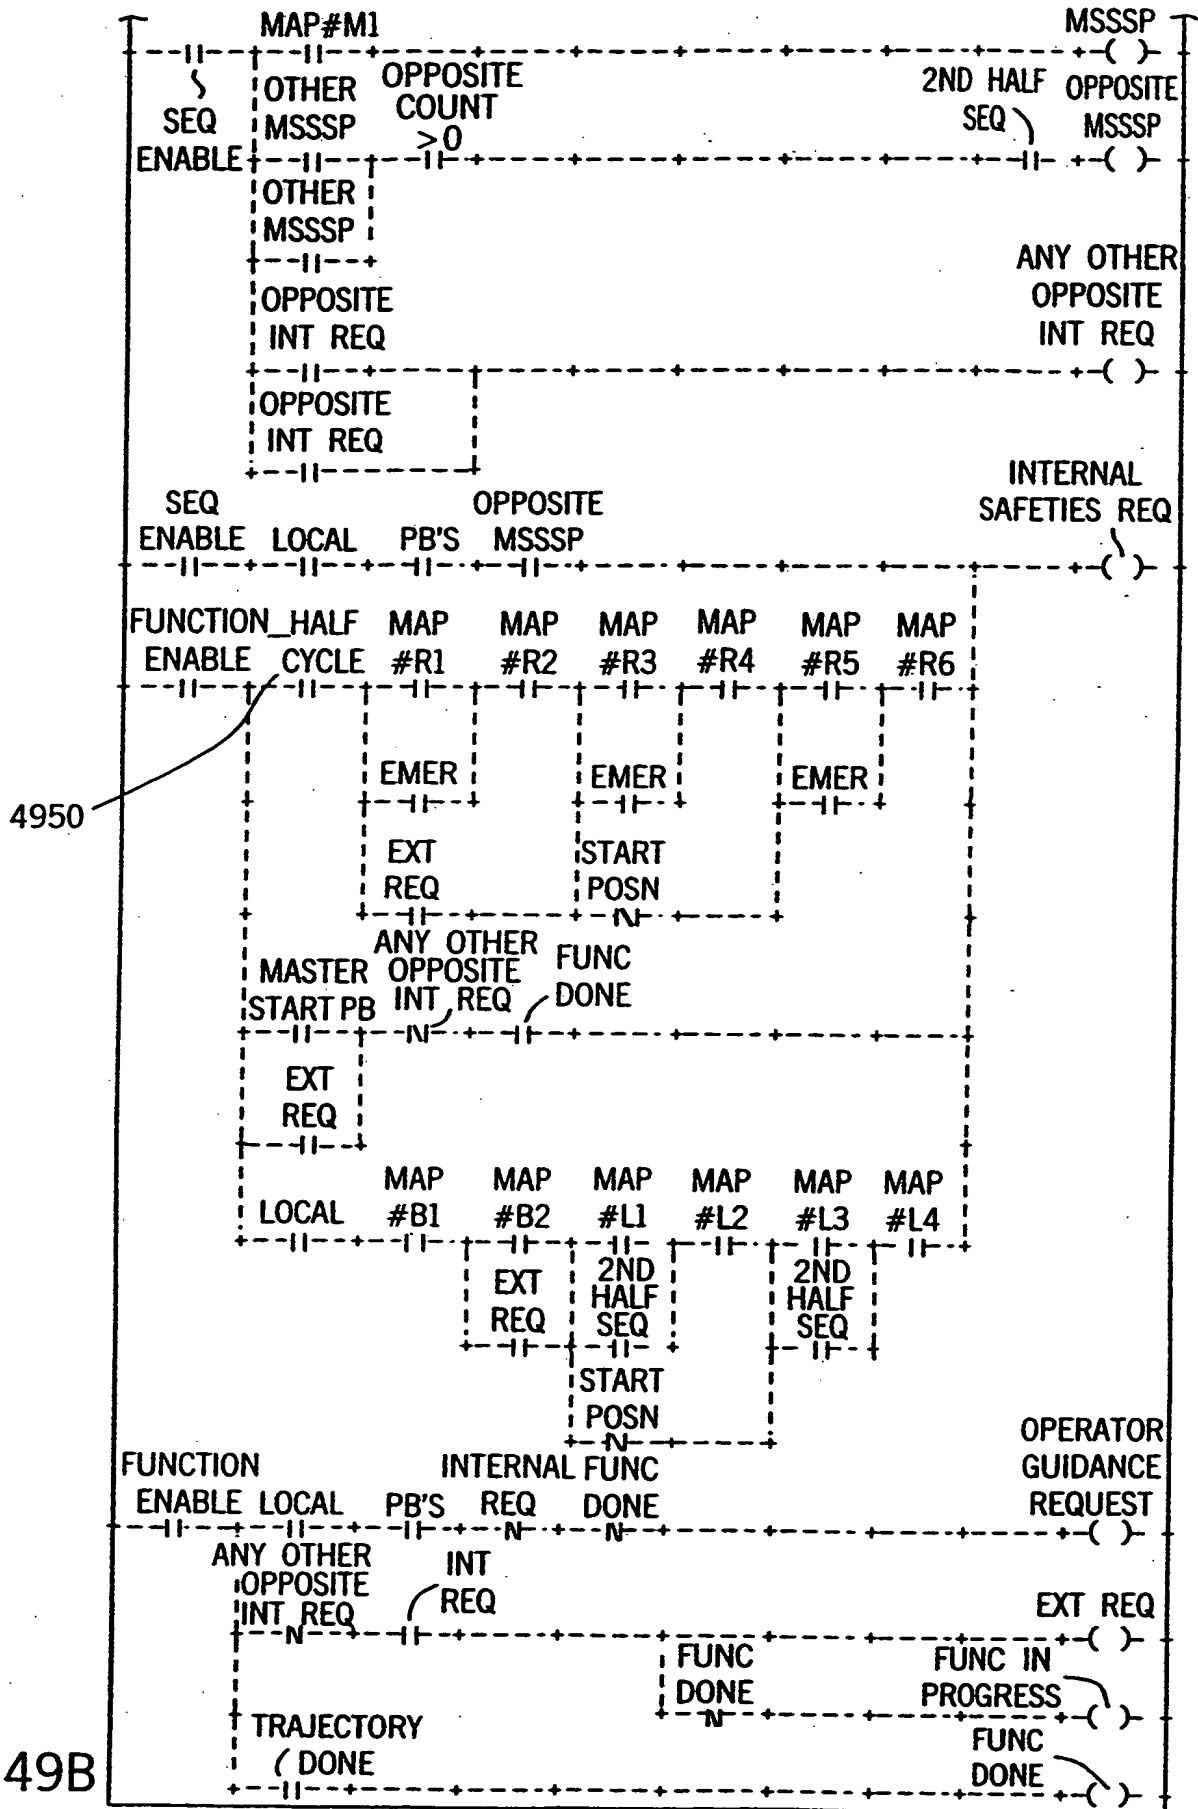 MAP#M1
MSSSP
SEQ
ENABLE
OTHER
MSSSP
OPPOSITE
COUNT
>0
2ND HALF
SEQ
OPPOSITE
MSSSP
OTHER
MSSSP
OPPOSITE
INT REQ
ANY OTHER
OPPOSITE
INT REQ
OPPOSITE
INT REQ
SEQ
ENABLE
LOCAL
PB'S
OPPOSITE
MSSSP
INTERNAL
SAFETIES REQ
FUNCTION
ENABLE
HALF
CYCLE
MAP
#R1
MAP
#R2
MAP
#R3
MAP
#R4
MAP
#R5
MAP
#R6
4950
EMER
EMER
EMER
EXT
REQ
START
POSN
N
MASTER
START PB
ANY OTHER
OPPOSITE
INT REQ
N
FUNC
DONE
EXT
REQ
LOCAL
MAP
#B1
MAP
#B2
MAP
#L1
MAP
#L2
MAP
#L3
MAP
#L4
EXT
REQ
2ND
HALF
SEQ
2ND
HALF
SEQ
START
POSN
N
FUNCTION
ENABLE
LOCAL
PB'S
INTERNAL
REQ
N
FUNC
DONE
N
OPERATOR
GUIDANCE
REQUEST
ANY OTHER
OPPOSITE
INT REQ
N
INT
REQ
EXT REQ
FUNC
DONE
N
FUNC IN
PROGRESS
TRAJECTORY
DONE
FUNC
DONE
49B